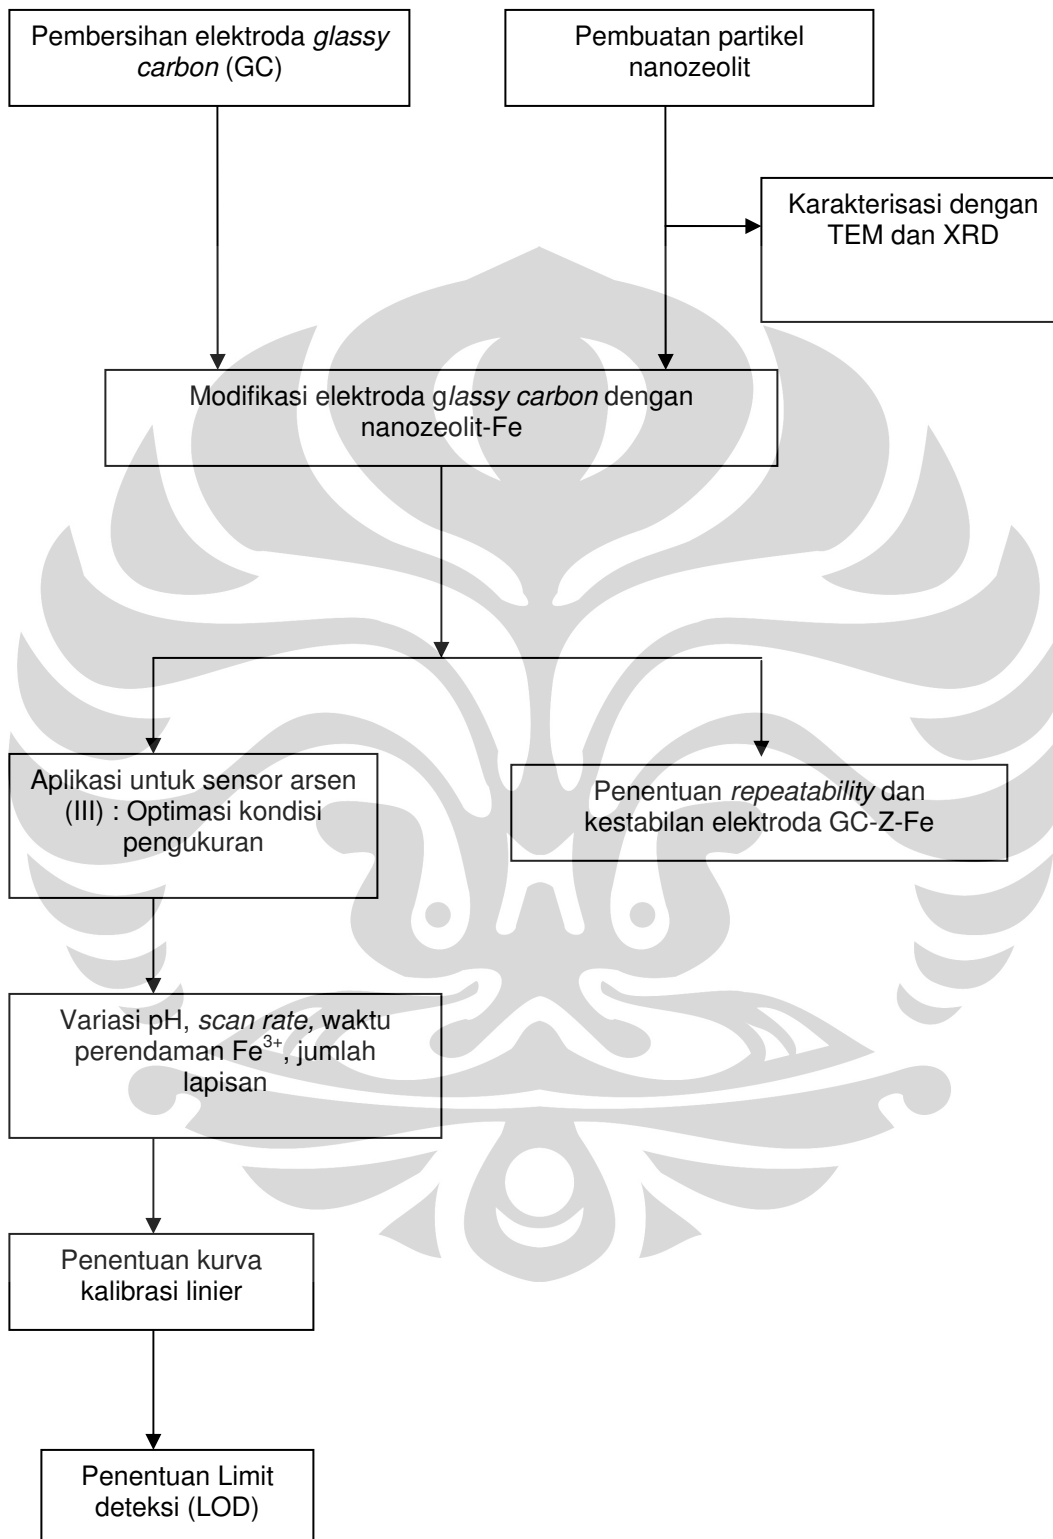 Pembersihan elektroda glassy
carbon (GC)
Pembuatan partikel
nanozeolit
Karakterisasi dengan
TEM dan XRD
Modifikasi elektroda glassy carbon dengan
nanozeolit-Fe
Aplikasi untuk sensor arsen
(III) : Optimasi kondisi
pengukuran
Penentuan repeatability dan
kestabilan elektroda GC-Z-Fe
Variasi pH, scan rate, waktu
perendaman Fe³⁺, jumlah
lapisan
Penentuan kurva
kalibrasi linier
Penentuan Limit
deteksi (LOD)